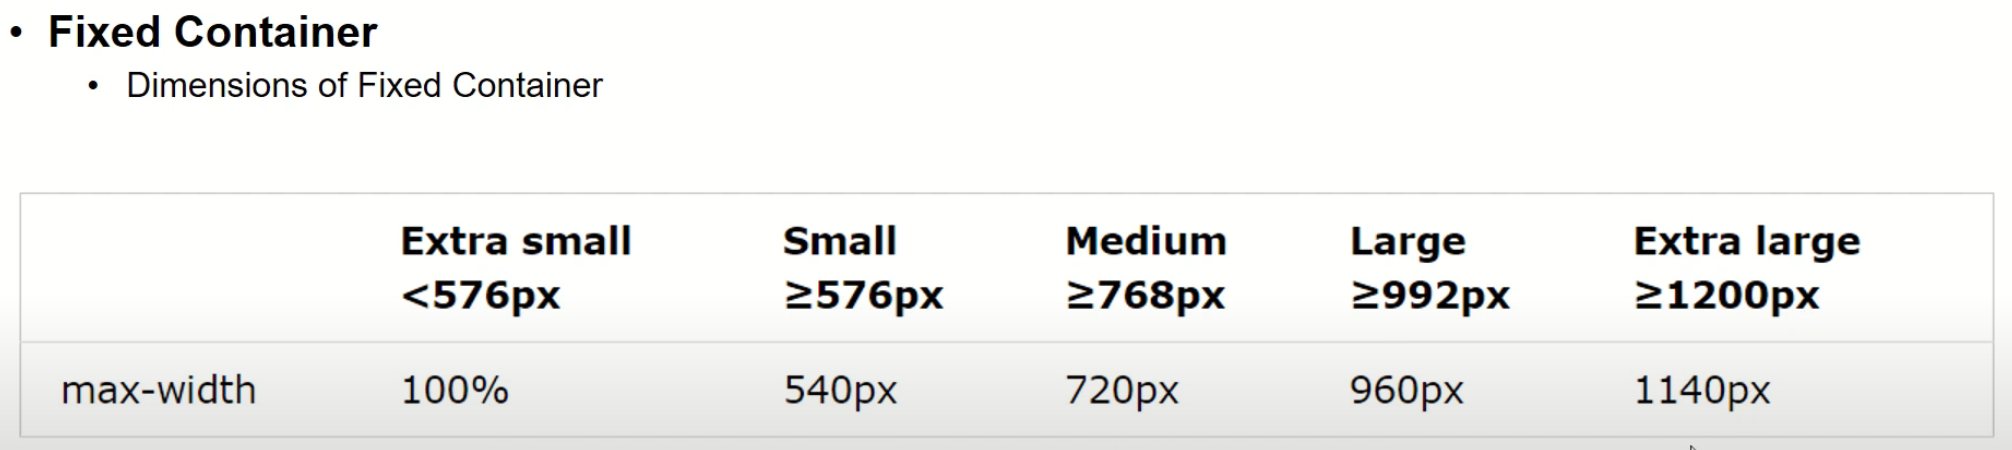 • Fixed Container
• Dimensions of Fixed Container
Extra small Small Medium Large Extra large
<576px ≥576px ≥768px ≥992px ≥1200px
max-width 100% 540px 720px 960px 1140px